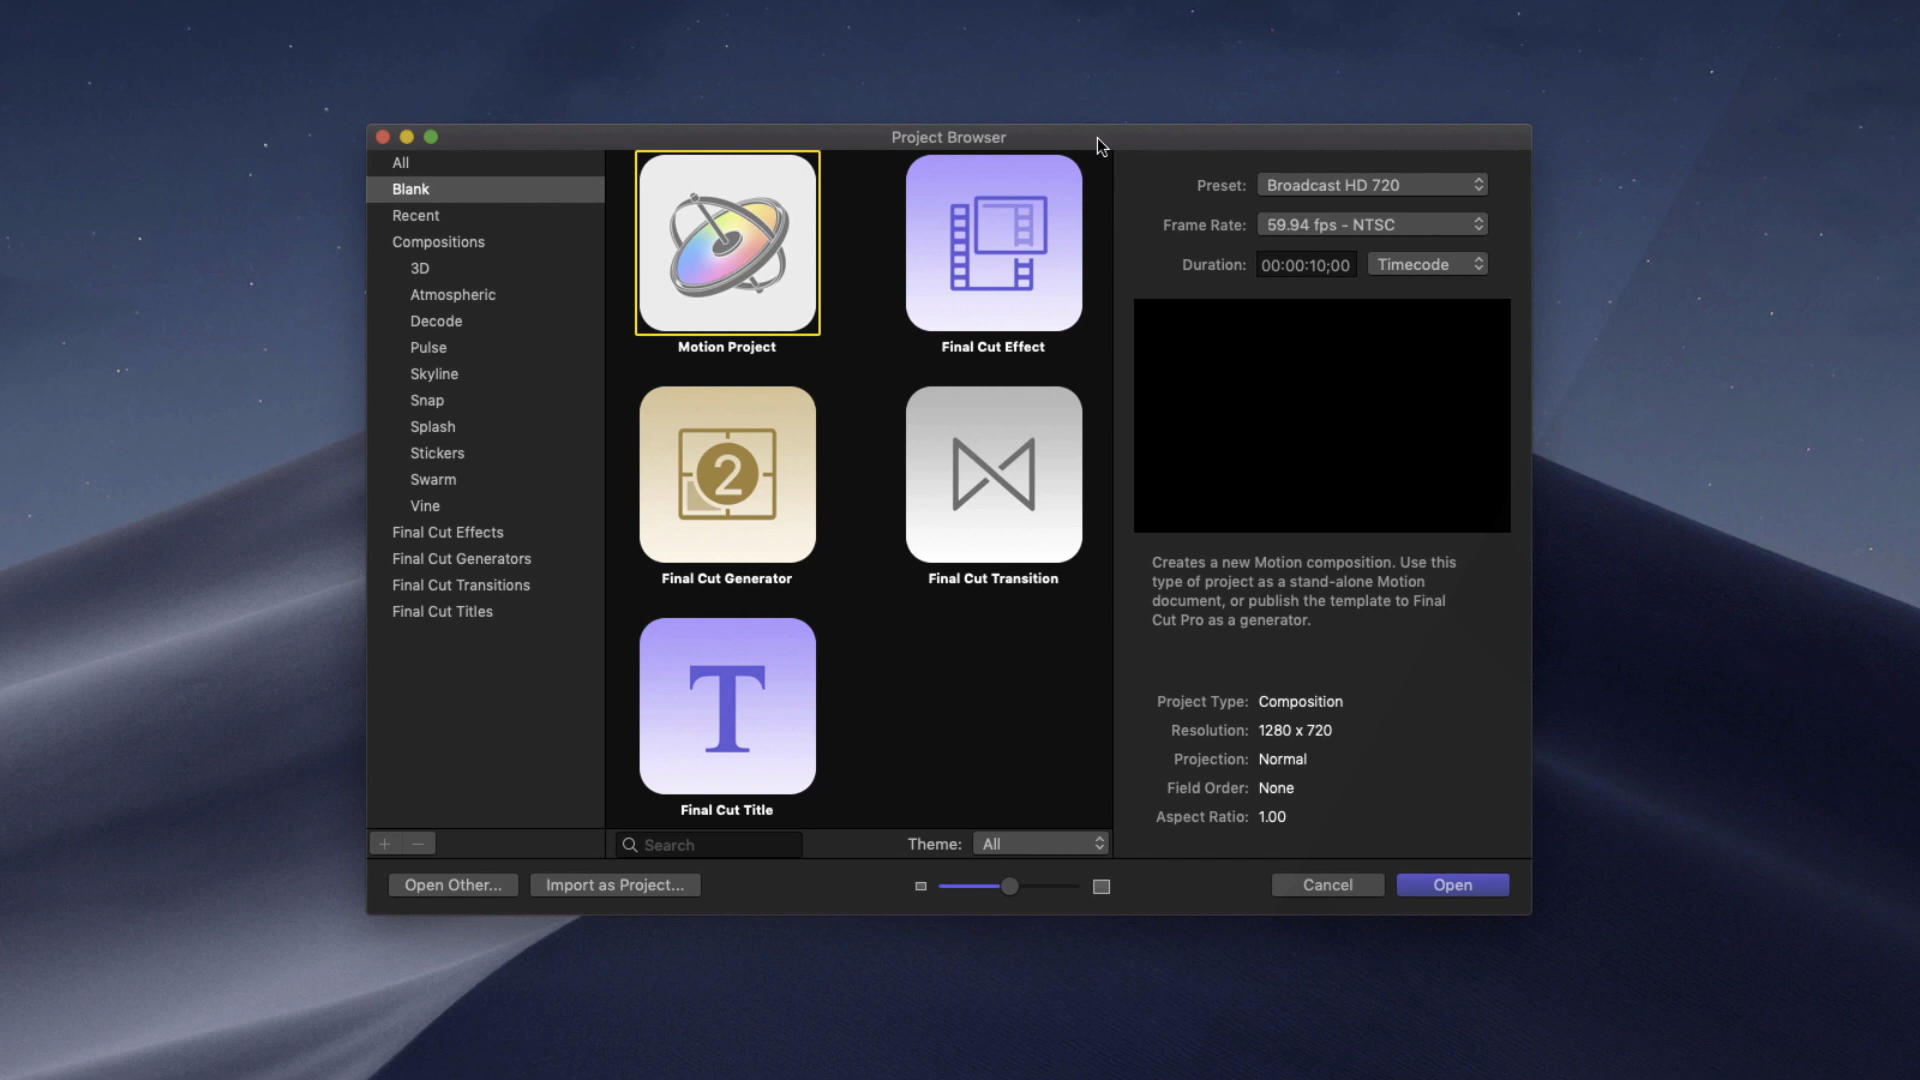 Project Browser
All
Blank
Recent
Compositions
3D
Atmospheric
Decode
Pulse
Skyline
Snap
Splash
Stickers
Swarm
Vine
Final Cut Effects
Final Cut Generators
Final Cut Transitions
Final Cut Titles
Motion Project
Final Cut Effect
2
Final Cut Generator
Final Cut Transition
T
Final Cut Title
Search
Theme: All
Preset: Broadcast HD 720
Frame Rate: 59.94 fps - NTSC
Duration: 00:00:10;00 Timecode
Creates a new Motion composition. Use this
type of project as a stand-alone Motion
document, or publish the template to Final
Cut Pro as a generator.
Project Type: Composition
Resolution: 1280 x 720
Projection: Normal
Field Order: None
Aspect Ratio: 1.00
Open Other...
Import as Project...
Cancel
Open